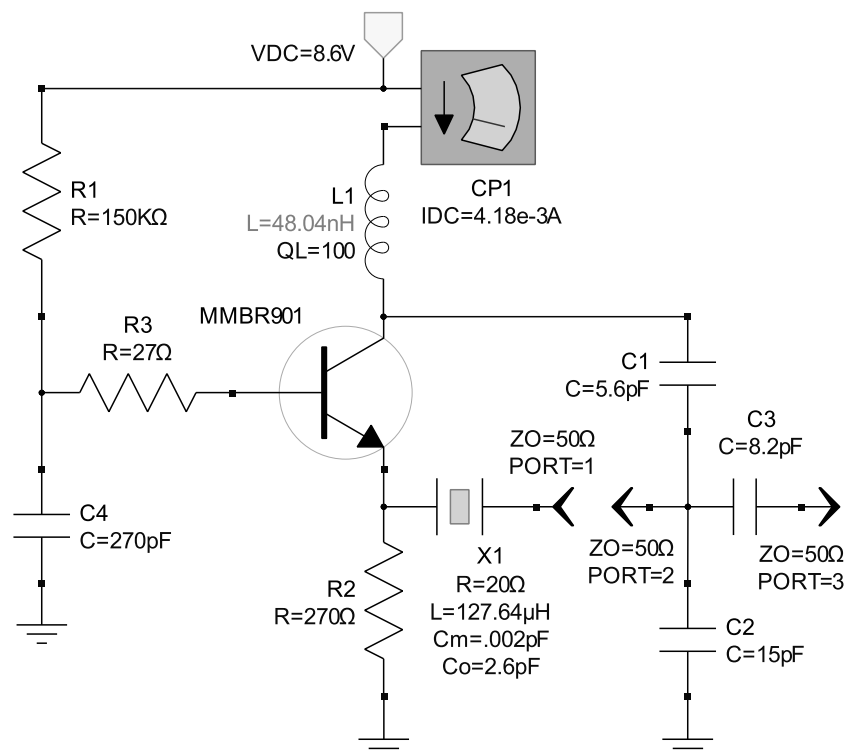 VDC=8.6V
R1
R=150KΩ
L1
L=48.04nH
QL=100
CP1
IDC=4.18e-3A
MMBR901
R3
R=27Ω
C1
C=5.6pF
C3
C=8.2pF
ZO=50Ω
PORT=1
C4
C=270pF
X1
R=20Ω
L=127.64µH
Cm=.002pF
Co=2.6pF
ZO=50Ω
PORT=2
ZO=50Ω
PORT=3
R2
R=270Ω
C2
C=15pF